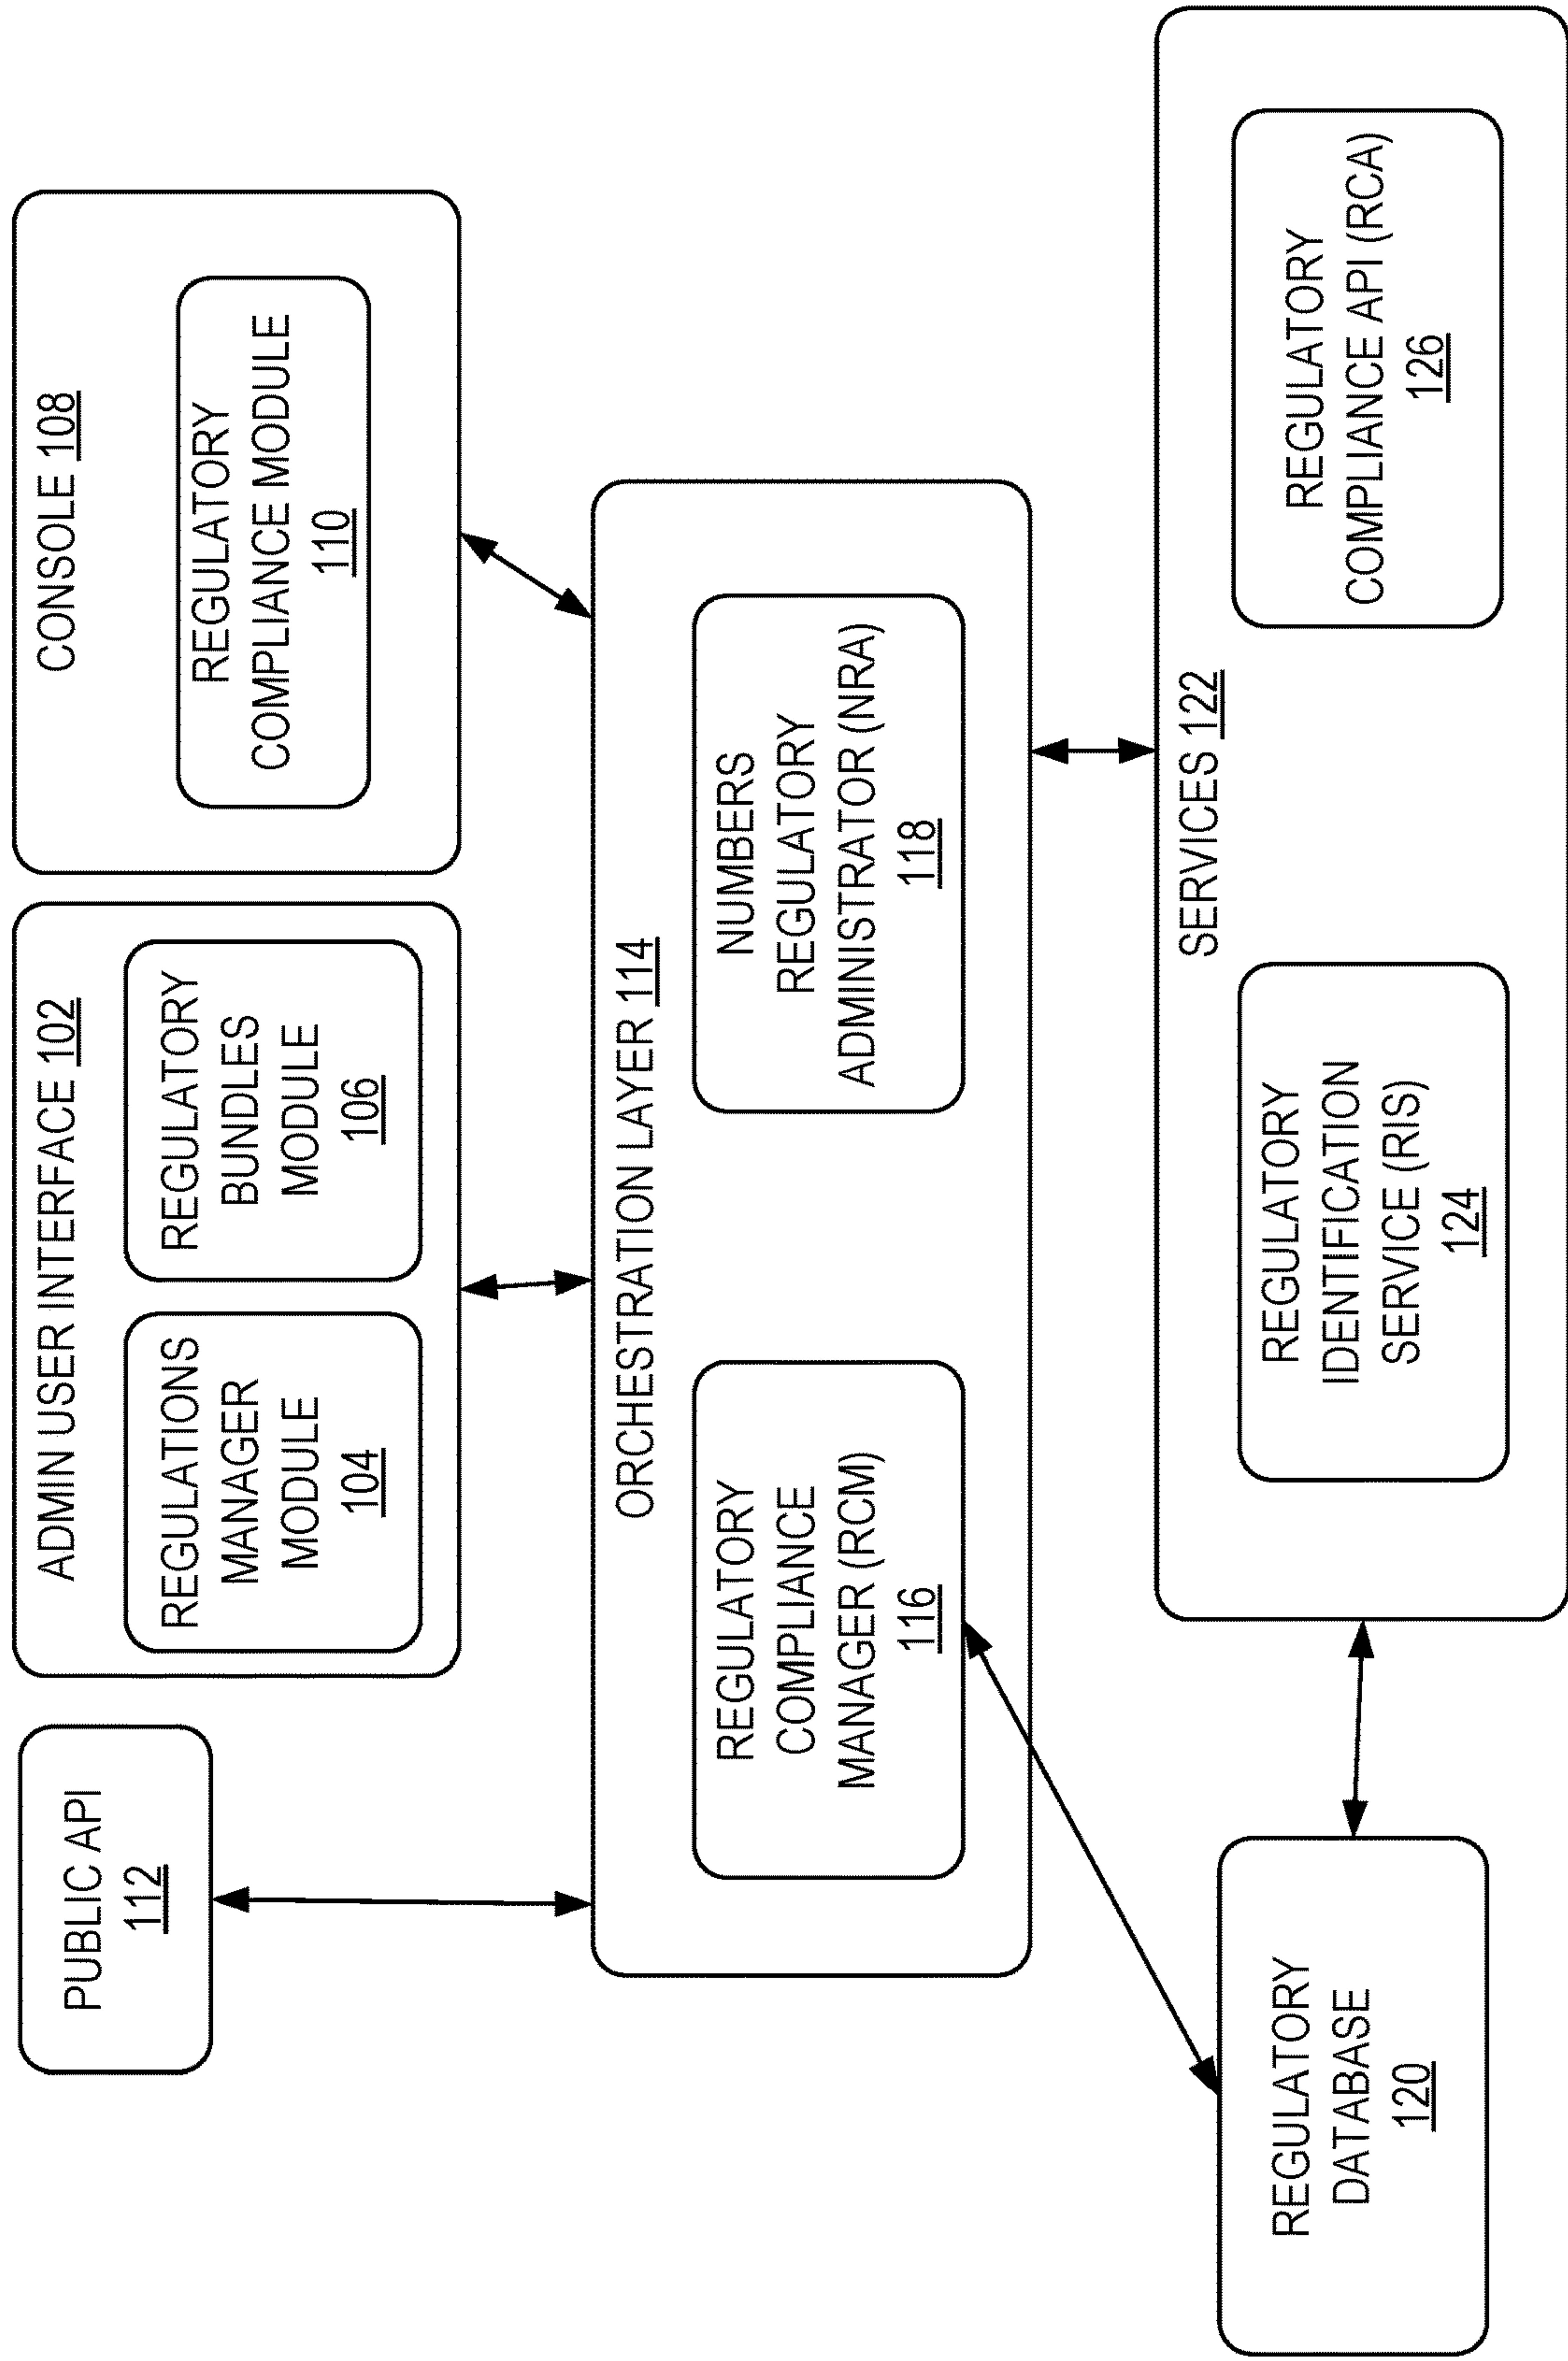 PUBLIC API
112
ADMIN USER INTERFACE 102
REGULATIONS
MANAGER
MODULE
104
REGULATORY
BUNDLES
MODULE
106
CONSOLE 108
REGULATORY
COMPLIANCE MODULE
110
ORCHESTRATION LAYER 114
REGULATORY
COMPLIANCE
MANAGER (RCM)
116
NUMBERS
REGULATORY
ADMINISTRATOR (NRA)
118
REGULATORY
DATABASE
120
SERVICES 122
REGULATORY
IDENTIFICATION
SERVICE (RIS)
124
REGULATORY
COMPLIANCE API (RCA)
126